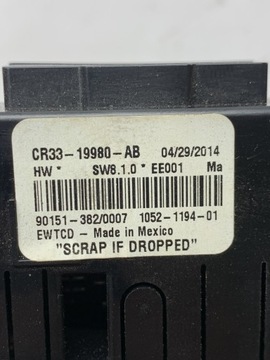 CR33-19980-AB 04/29/2014
HW * SW8.1.0 * EE001 Ma
90151-382/0007 1052-1194-01
EWTCD - Made in Mexico
"SCRAP IF DROPPED"